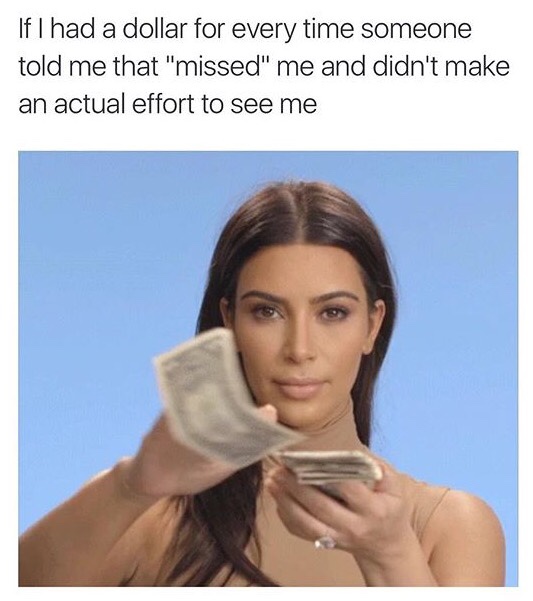 If I had a dollar for every time someone
told me that "missed" me and didn't make
an actual effort to see me